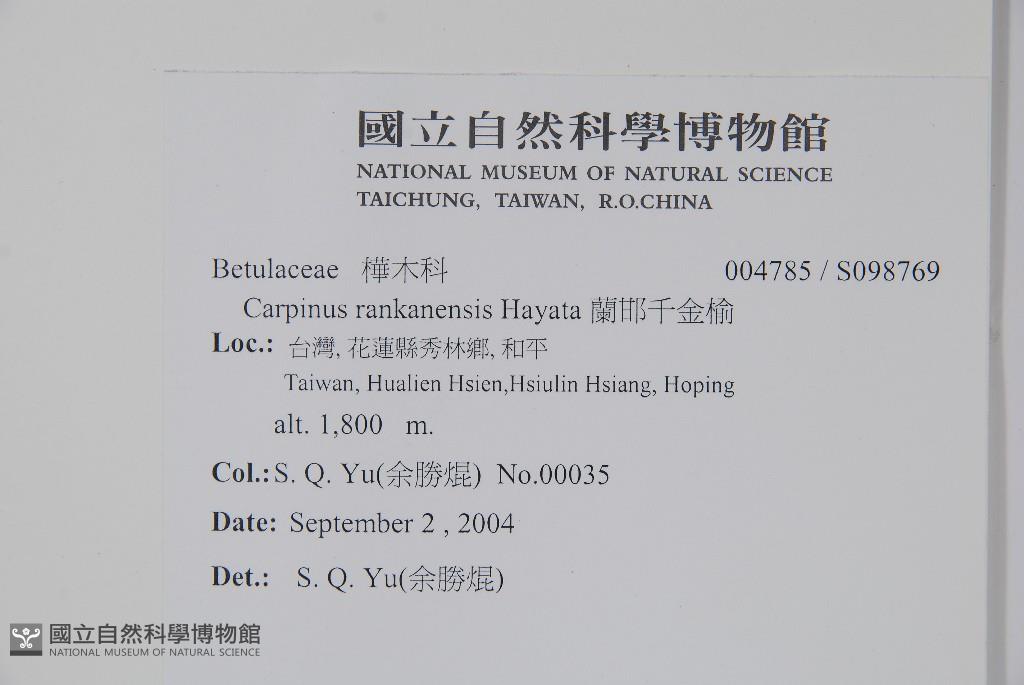 國立自然科學博物館
NATIONAL MUSEUM OF NATURAL SCIENCE
TAICHUNG, TAIWAN, R.O.CHINA
Betulaceae 樺木科 004785 / S098769
Carpinus rankanensis Hayata 蘭邯千金榆
Loc.: 台灣, 花蓮縣秀林鄉, 和平
Taiwan, Hualien Hsien,Hsiulin Hsiang, Hoping
alt. 1,800 m.
Col.: S. Q. Yu(余勝焜) No.00035
Date: September 2 , 2004
Det.: S. Q. Yu(余勝焜)
國立自然科學博物館
NATIONAL MUSEUM OF NATURAL SCIENCE